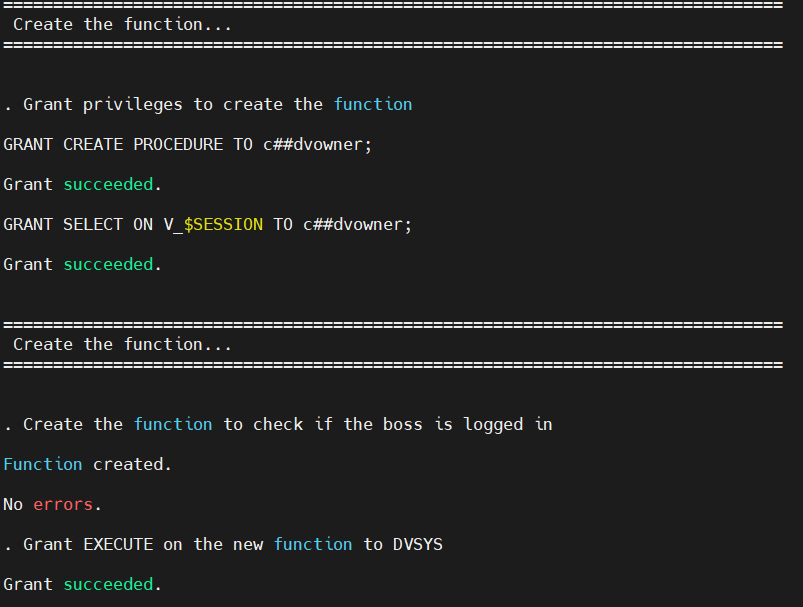 ==============================================================================
 Create the function...
==============================================================================
. Grant privileges to create the function
GRANT CREATE PROCEDURE TO c##dvowner;
Grant succeeded.
GRANT SELECT ON V_$SESSION TO c##dvowner;
Grant succeeded.
==============================================================================
 Create the function...
==============================================================================
. Create the function to check if the boss is logged in
Function created.
No errors.
. Grant EXECUTE on the new function to DVSYS
Grant succeeded.